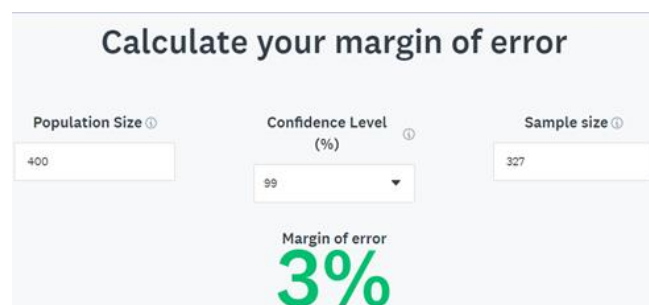 Calculate your margin of error
Population Size
Confidence Level
(%)
Sample size
400
99
327
Margin of error
3%